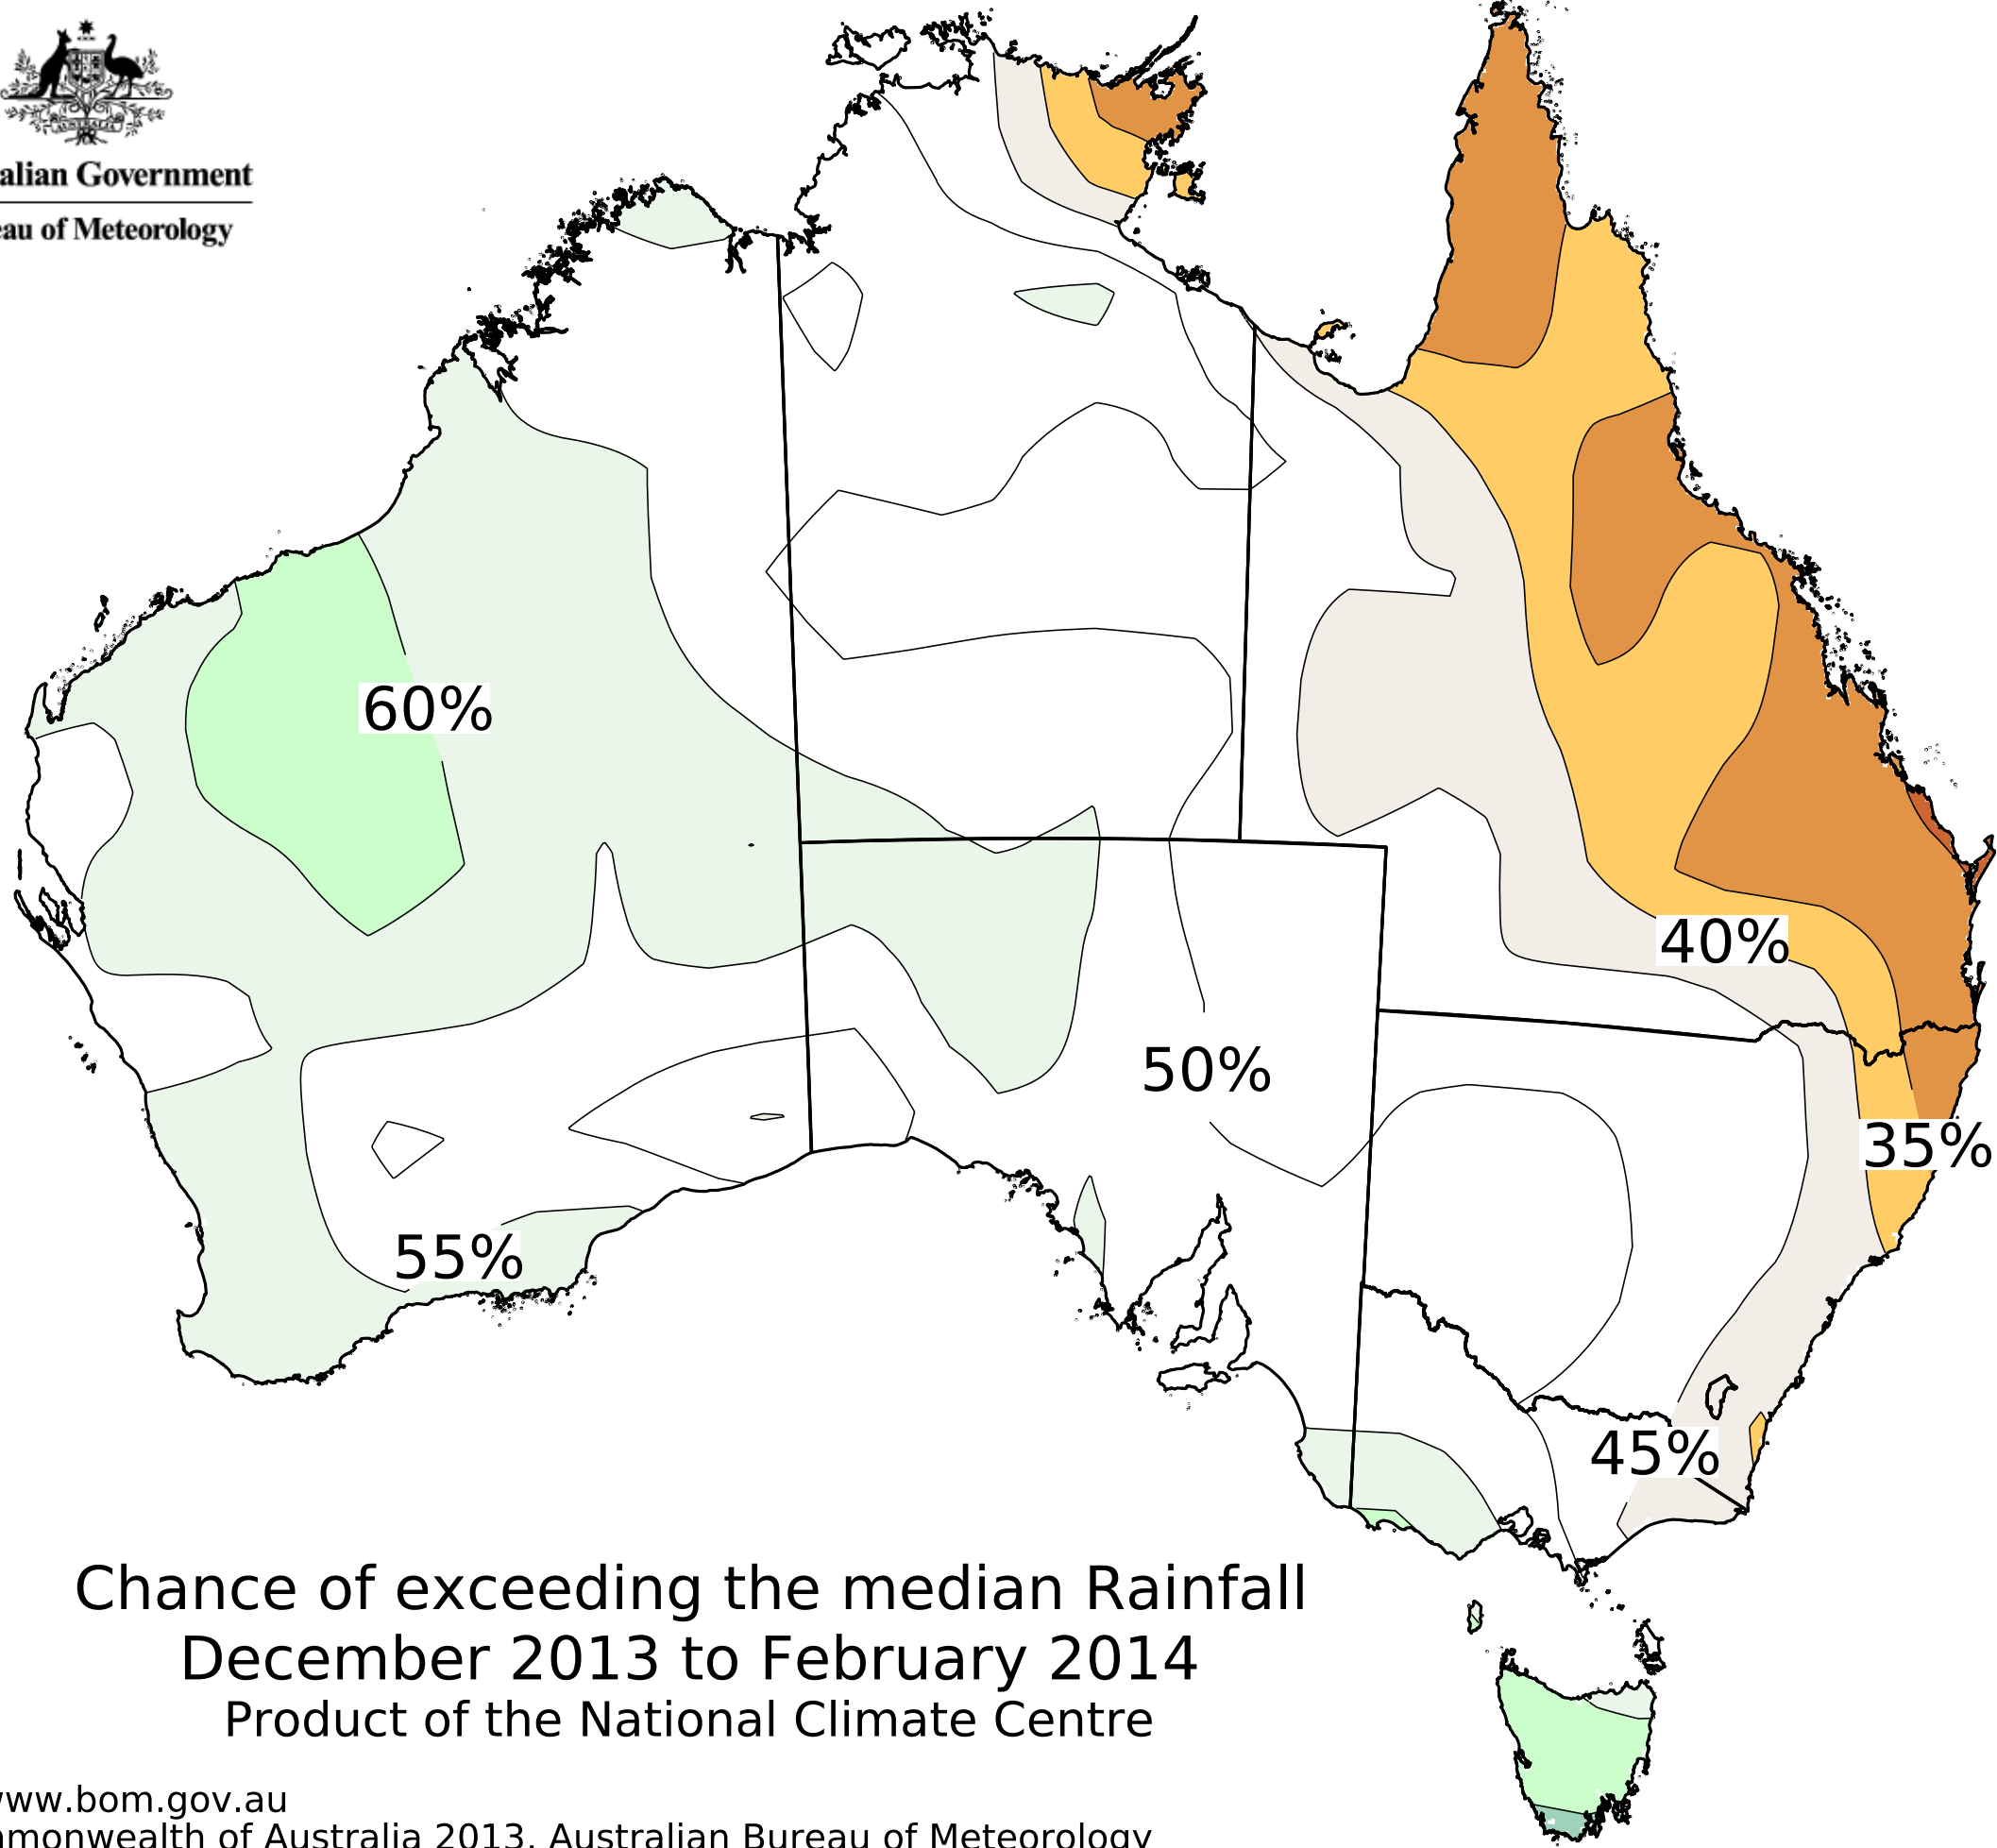 AUSTRALIA
alian Government
eau of Meteorology
60%
40%
50%
35%
55%
45%
Chance of exceeding the median Rainfall
December 2013 to February 2014
Product of the National Climate Centre
www.bom.gov.au
mmonwealth of Australia 2013, Australian Bureau of Meteorology